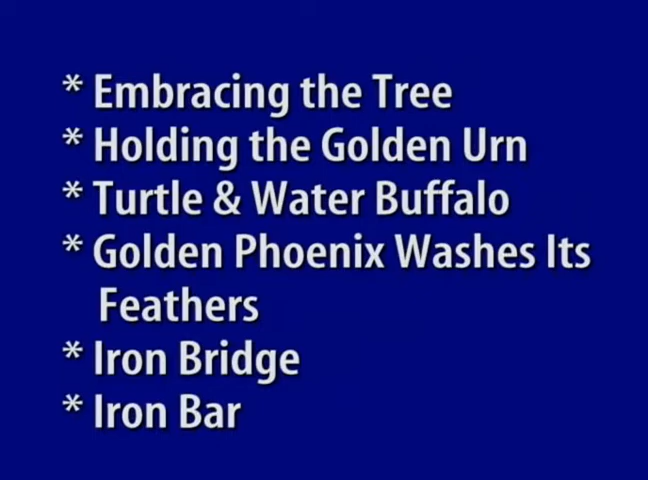 * Embracing the Tree
* Holding the Golden Urn
* Turtle & Water Buffalo
* Golden Phoenix Washes Its
Feathers
* Iron Bridge
* Iron Bar